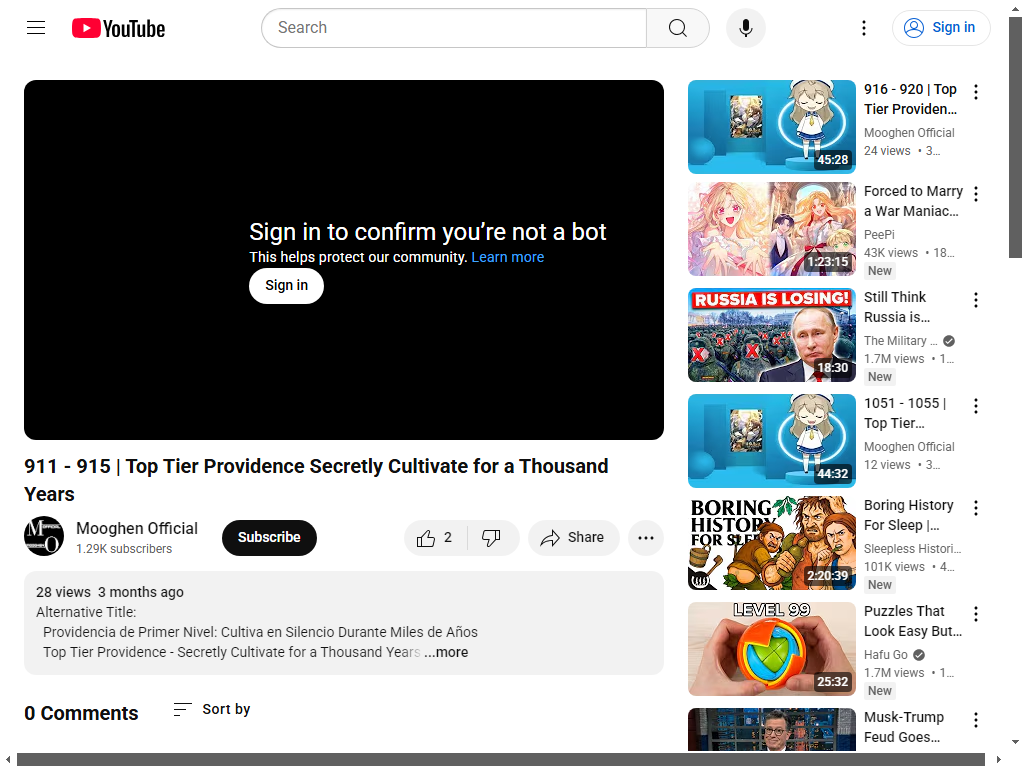 YouTube
Search
Sign in
Sign in to confirm you’re not a bot
This helps protect our community. Learn more
Sign in
911 - 915 | Top Tier Providence Secretly Cultivate for a Thousand
Years
Mooghen Official
1.29K subscribers
Subscribe
2
Share
28 views 3 months ago
Alternative Title:
Providencia de Primer Nivel: Cultiva en Silencio Durante Miles de Años
Top Tier Providence - Secretly Cultivate for a Thousand Years ...more
0 Comments
Sort by
45:28
916 - 920 | Top
Tier Providen...
Mooghen Official
24 views • 3...
1:23:15
Forced to Marry
a War Maniac...
PeePi
43K views • 18...
New
RUSSIA IS LOSING!
18:30
Still Think
Russia is...
The Military ...
1.7M views • 1...
New
44:32
1051 - 1055 |
Top Tier...
Mooghen Official
12 views • 3...
BORING
HISTORY
FOR SLEEP
2:20:39
Boring History
For Sleep |...
Sleepless Histori...
101K views • 4...
New
LEVEL 99
25:32
Puzzles That
Look Easy But...
Hafu Go
1.7M views • 1...
New
Musk-Trump
Feud Goes...